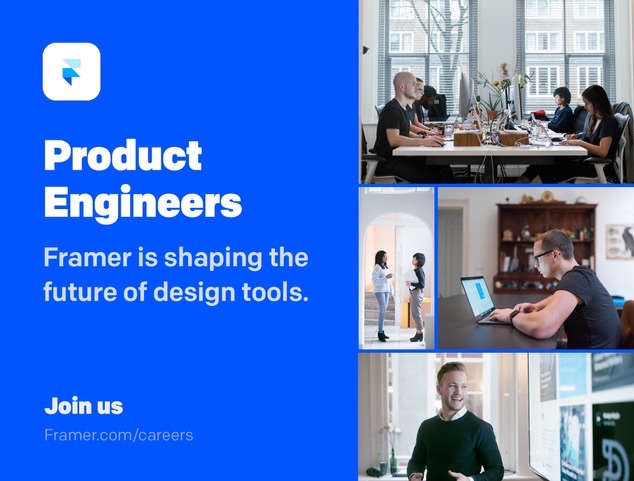 Product
Engineers
Framer is shaping the
future of design tools.
Join us
Framer.com/careers